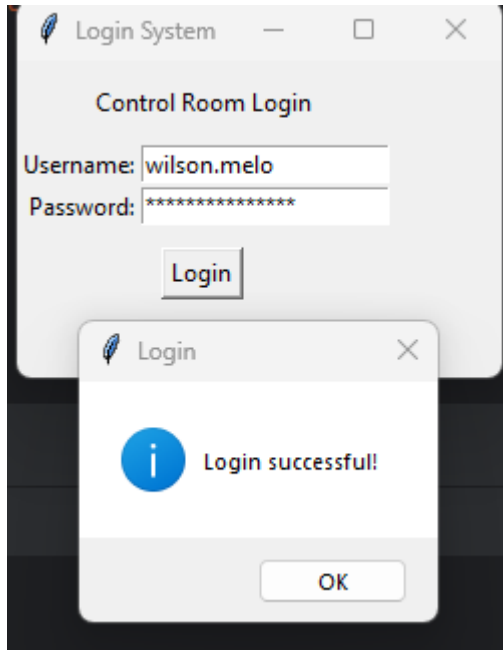 Login System
Control Room Login
Username: wilson.melo
Password: ***************
Login
Login
Login successful!
OK